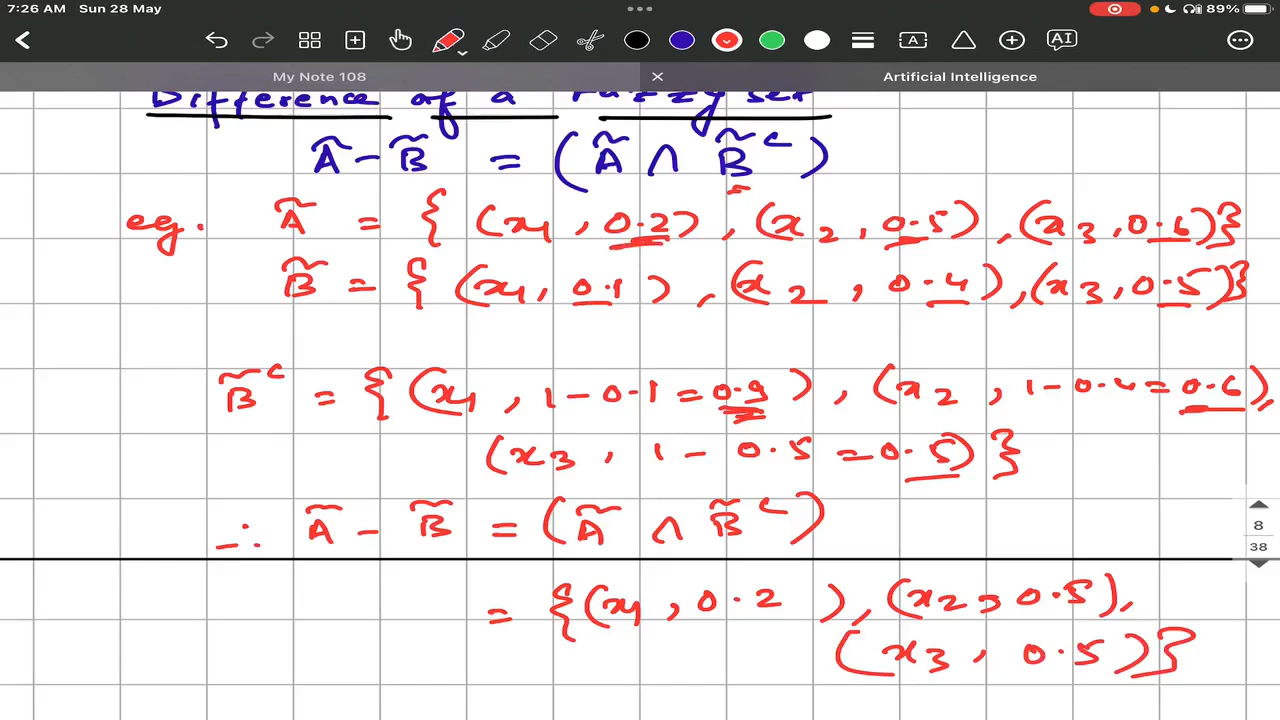 7:26 AM Sun 28 May 89%
A AI
My Note 108 Artificial Intelligence
Difference of a Fuzzy set
Ã - B̃ = (Ã ∩ B̃ᶜ)
eg. Ã = { (x1, 0.2), (x2, 0.5), (x3, 0.6)}
B̃ = { (x1, 0.1), (x2, 0.4), (x3, 0.5)}
B̃ᶜ = { (x1, 1-0.1=0.9), (x2, 1-0.4=0.6),
(x3, 1-0.5=0.5)}
∴ Ã - B̃ = (Ã ∩ B̃ᶜ)
8
38
= {(x1, 0.2), (x2, 0.5),
(x3, 0.5)}